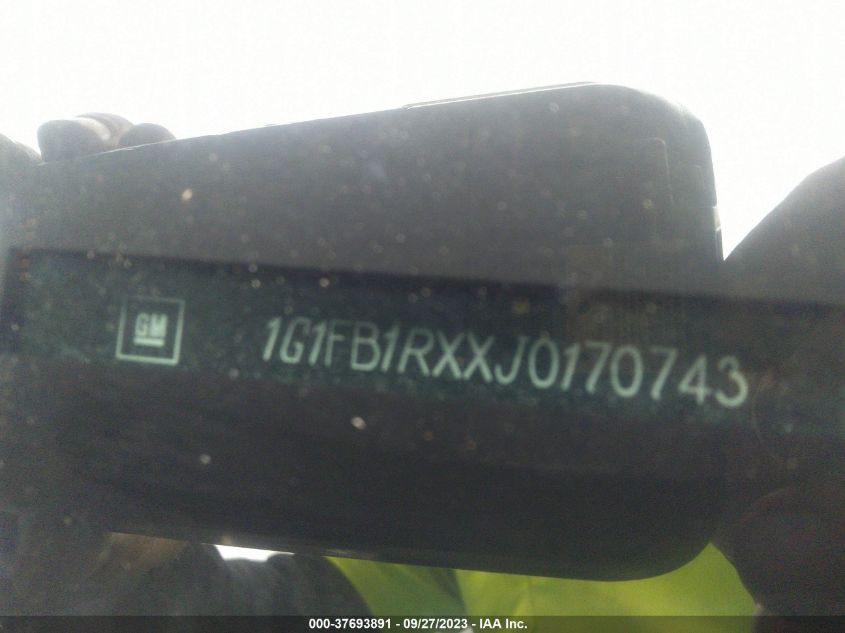 GM
1G1FB1RXXJ0170743
000-37693891 - 09/27/2023 - IAA Inc.